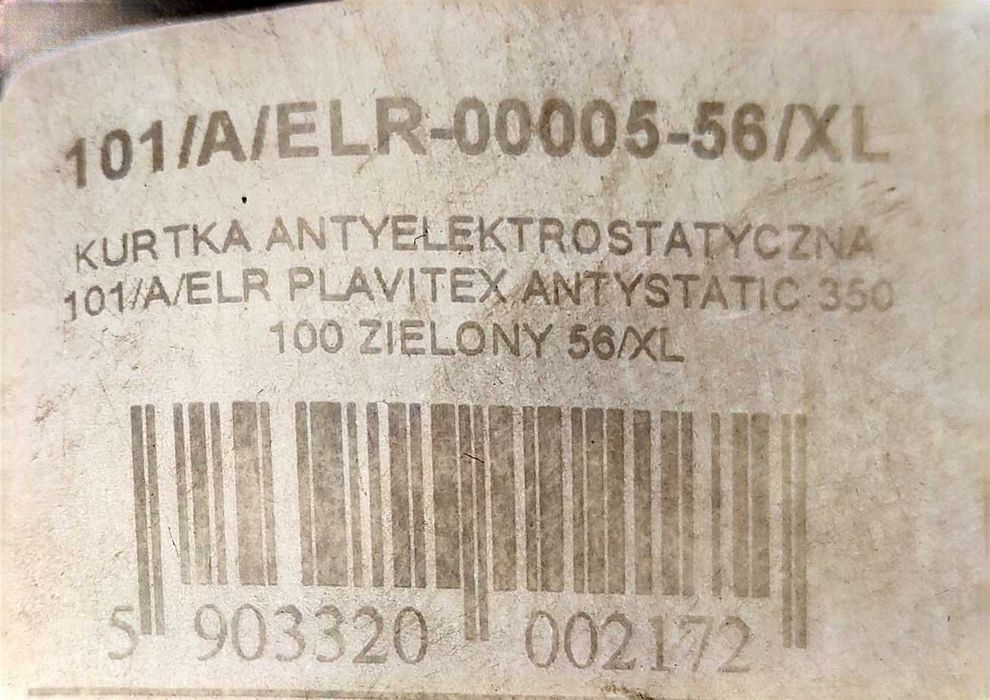 101/A/ELR-00005-56/XL
KURTKA ANTYELEKTROSTATYCZNA
101/A/ELR PLAVITEX ANTYSTATIC 350
100 ZIELONY 56/XL
5 903320 002172